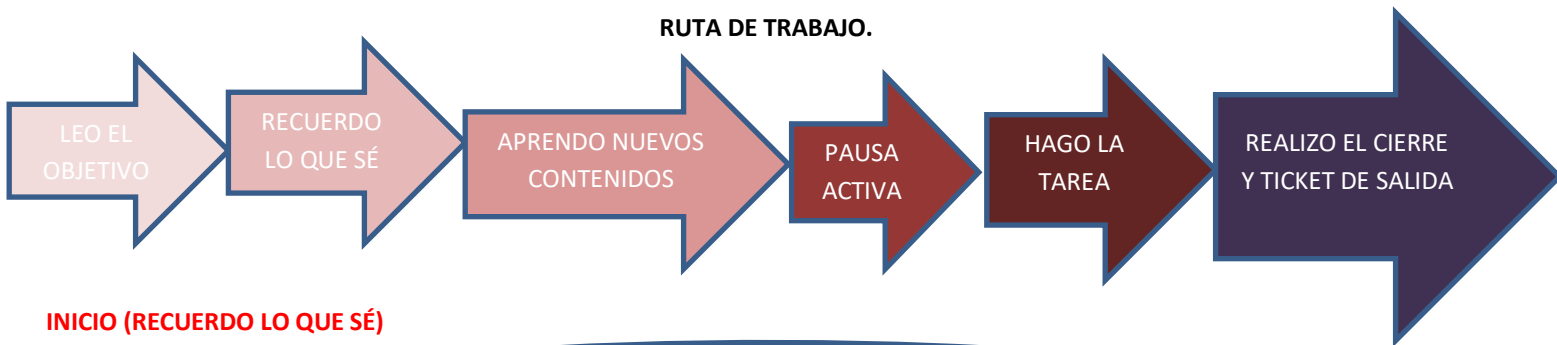 RUTA DE TRABAJO.
LEO EL
OBJETIVO
RECUERDO
LO QUE SÉ
APRENDO NUEVOS
CONTENIDOS
PAUSA
ACTIVA
HAGO LA
TAREA
REALIZO EL CIERRE
Y TICKET DE SALIDA
INICIO (RECUERDO LO QUE SÉ)